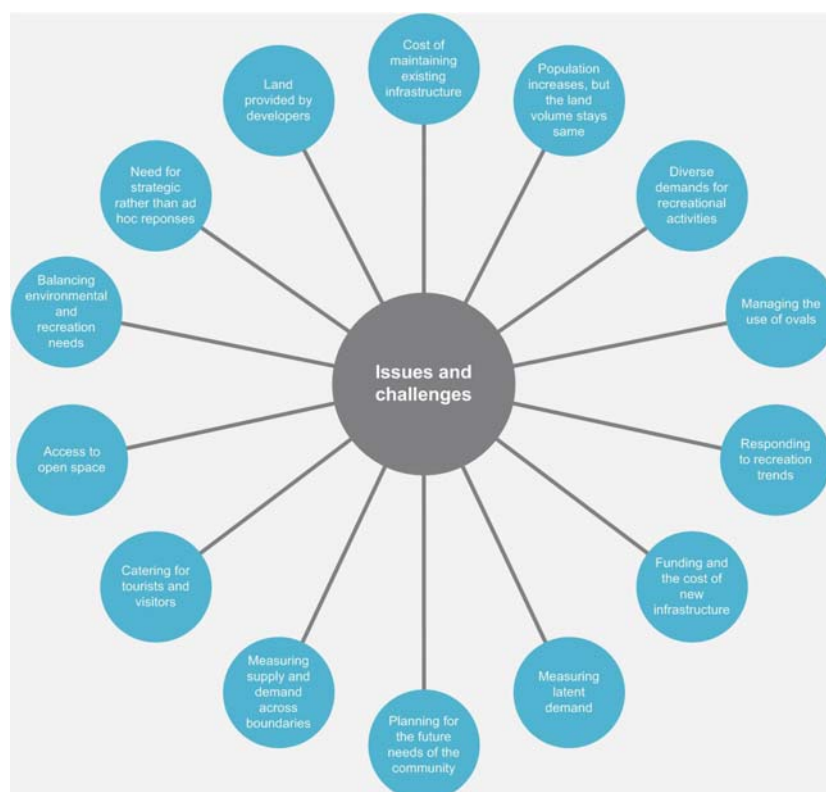 Cost of
maintaining
existing
infrastructure
Population
increases, but the
land volume stays
same
Diverse
demands for
recreational
activities
Managing the
use of ovals
Responding
to recreation
trends
Funding and
the cost of
new
infrastructure
Measuring
latent
demand
Planning for
the future
needs of the
community
Measuring
supply and
demand
across
boundaries
Catering for
tourists and
visitors
Access to
open space
Balancing
environmental
and
recreation
needs
Need for
strategic
rather than ad
hoc reponses
Land
provided by
developers
Issues and
challenges